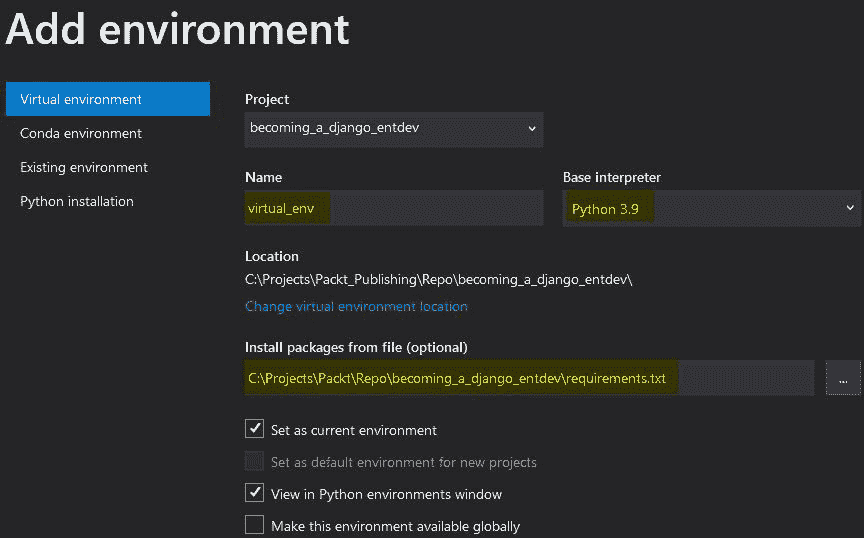 Add environment
Virtual environment
Conda environment
Existing environment
Python installation
Project
becoming_a_django_entdev
Name
Base interpreter
virtual_env
Python 3.9
Location
C:\Projects\Packt_Publishing\Repo\becoming_a_django_entdev\
Change virtual environment location
Install packages from file (optional)
C:\Projects\Packt\Repo\becoming_a_django_entdev\requirements.txt
...
Set as current environment
Set as default environment for new projects
View in Python environments window
Make this environment available globally